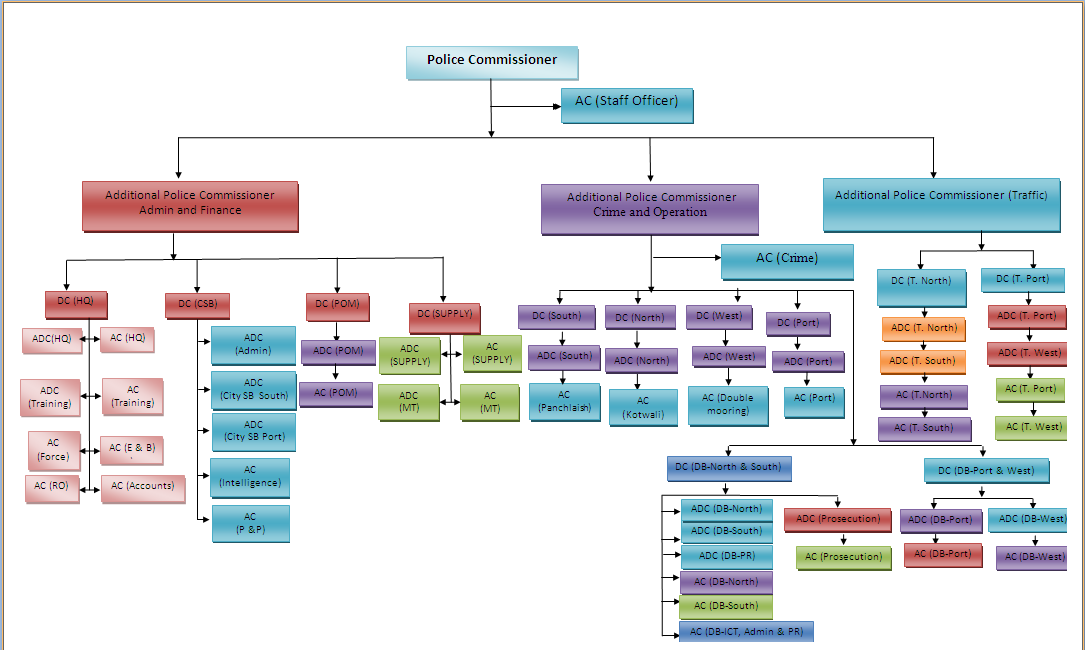 Police Commissioner
AC (Staff Officer)
Additional Police Commissioner
Admin and Finance
Additional Police Commissioner
Crime and Operation
Additional Police Commissioner (Traffic)
AC (Crime)
DC (HQ)
ADC(HQ)
AC (HQ)
ADC
(Training)
AC
(Training)
AC
(Force)
AC (E & B)
.
AC (RO)
AC (Accounts)
DC (CSB)
ADC
(Admin)
ADC
(City SB South)
ADC
(City SB Port)
AC
(Intelligence)
AC
(P &P)
DC (POM)
ADC (POM)
AC (POM)
DC (SUPPLY)
ADC
(SUPPLY)
AC
(SUPPLY)
ADC
(MT)
AC
(MT)
DC (South)
ADC (South)
AC
(Panchlaish)
DC (North)
ADC (North)
AC
(Kotwali)
DC (West)
ADC (West)
AC (Double
mooring)
DC (Port)
ADC (Port)
AC (Port)
DC (T. North)
ADC (T. North)
ADC (T. South)
AC (T.North)
AC (T. South)
DC (T. Port)
ADC (T. Port)
ADC (T. West)
AC (T. Port)
AC (T. West)
DC (DB-North & South)
ADC (DB-North)
ADC (DB-South)
ADC (DB-PR)
AC (DB-North)
AC (DB-South)
AC (DB-ICT, Admin & PR)
ADC (Prosecution)
AC (Prosecution)
DC (DB-Port & West)
ADC (DB-Port)
AC (DB-Port)
ADC (DB-West)
AC (DB-West)